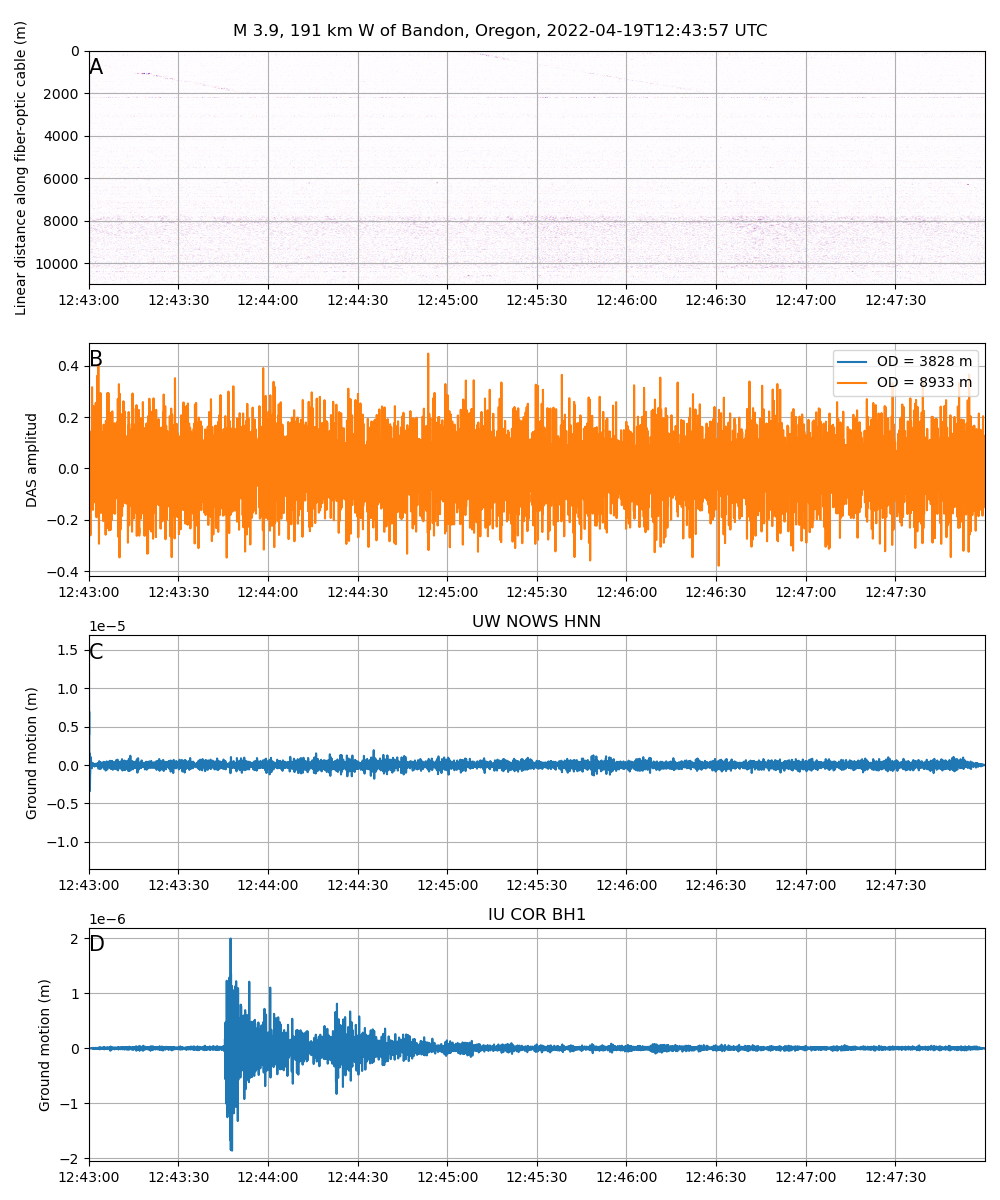 M 3.9, 191 km W of Bandon, Oregon, 2022-04-19T12:43:57 UTC
A
Linear distance along fiber-optic cable (m)
0
2000
4000
6000
8000
10000
12:43:00 12:43:30 12:44:00 12:44:30 12:45:00 12:45:30 12:46:00 12:46:30 12:47:00 12:47:30
B
OD = 3828 m
OD = 8933 m
DAS amplitud
0.4
0.2
0.0
−0.2
−0.4
12:43:00 12:43:30 12:44:00 12:44:30 12:45:00 12:45:30 12:46:00 12:46:30 12:47:00 12:47:30
UW NOWS HNN
1e−5
C
Ground motion (m)
1.5
1.0
0.5
0.0
−0.5
−1.0
12:43:00 12:43:30 12:44:00 12:44:30 12:45:00 12:45:30 12:46:00 12:46:30 12:47:00 12:47:30
IU COR BH1
1e−6
D
Ground motion (m)
2
1
0
−1
−2
12:43:00 12:43:30 12:44:00 12:44:30 12:45:00 12:45:30 12:46:00 12:46:30 12:47:00 12:47:30